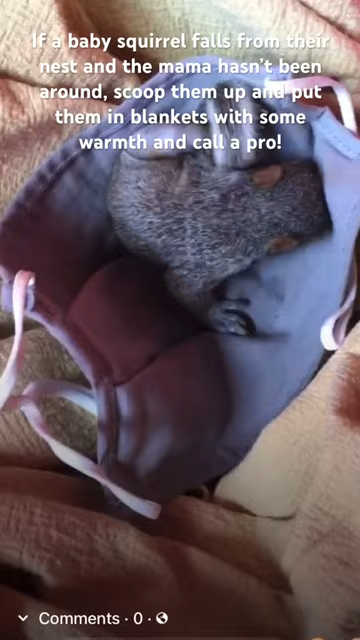 If a baby squirrel falls from their
nest and the mama hasn't been
around, scoop them up and put
them in blankets with some
warmth and call a pro!
Comments · 0 ·